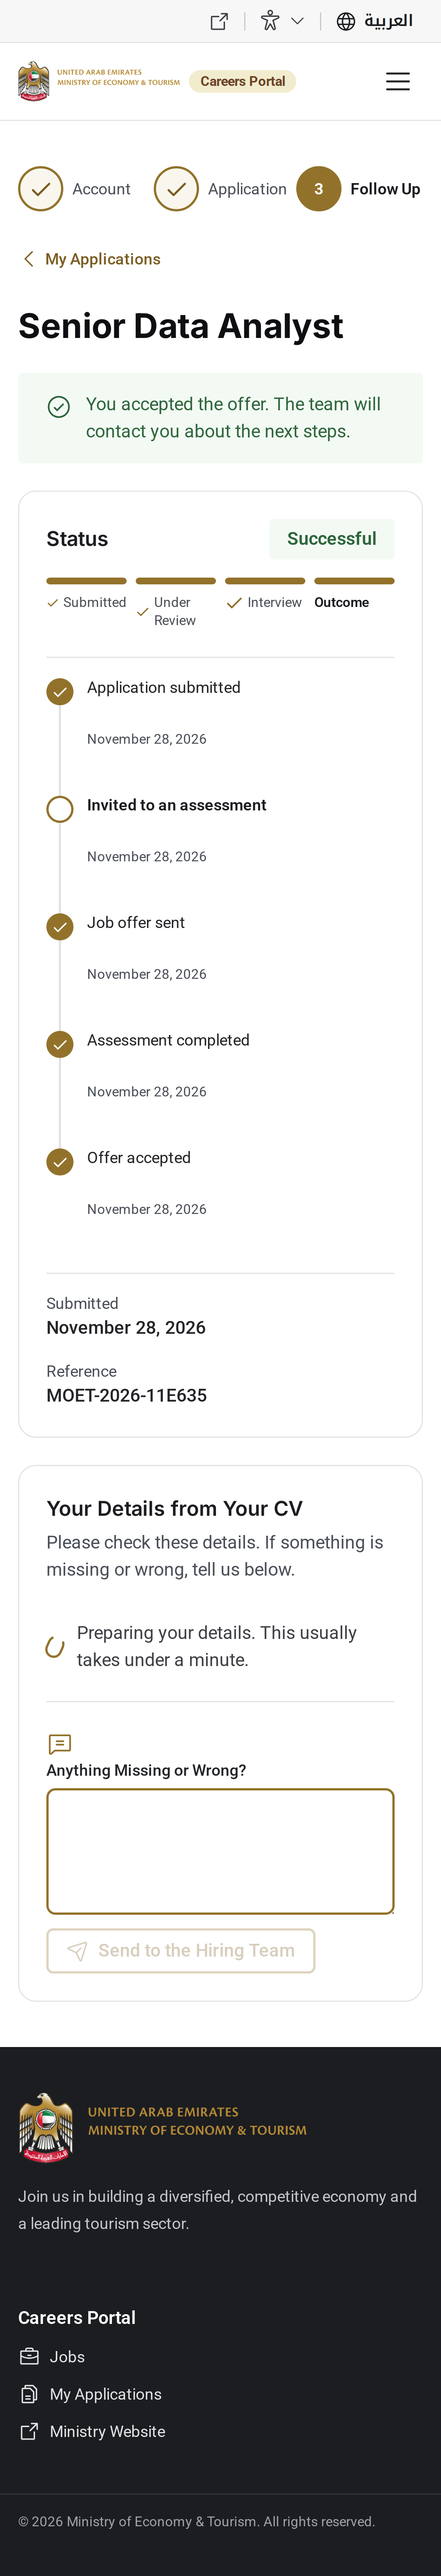 العربية
UNITED ARAB EMIRATES
MINISTRY OF ECONOMY & TOURISM
Careers Portal
Account
Application
3
Follow Up
My Applications
Senior Data Analyst
You accepted the offer. The team will
contact you about the next steps.
Status
Successful
Submitted
Under
Review
Interview
Outcome
Application submitted
November 28, 2026
Invited to an assessment
November 28, 2026
Job offer sent
November 28, 2026
Assessment completed
November 28, 2026
Offer accepted
November 28, 2026
Submitted
November 28, 2026
Reference
MOET-2026-11E635
Your Details from Your CV
Please check these details. If something is
missing or wrong, tell us below.
Preparing your details. This usually
takes under a minute.
Anything Missing or Wrong?
Send to the Hiring Team
UNITED ARAB EMIRATES
MINISTRY OF ECONOMY & TOURISM
Join us in building a diversified, competitive economy and
a leading tourism sector.
Careers Portal
Jobs
My Applications
Ministry Website
© 2026 Ministry of Economy & Tourism. All rights reserved.